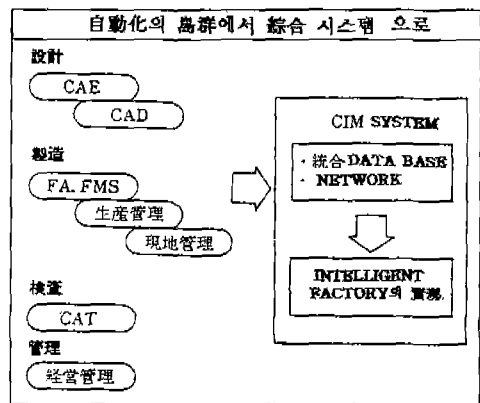 自動化의 島群에서 綜合 시스템 으로
設計
CAE
CAD
製造
FA. FMS
生産管理
現地管理
検査
CAT
管理
経営管理
CIM SYSTEM
· 統合 DATA BASE
· NETWORK
INTELLIGENT
FACTORY의 實現